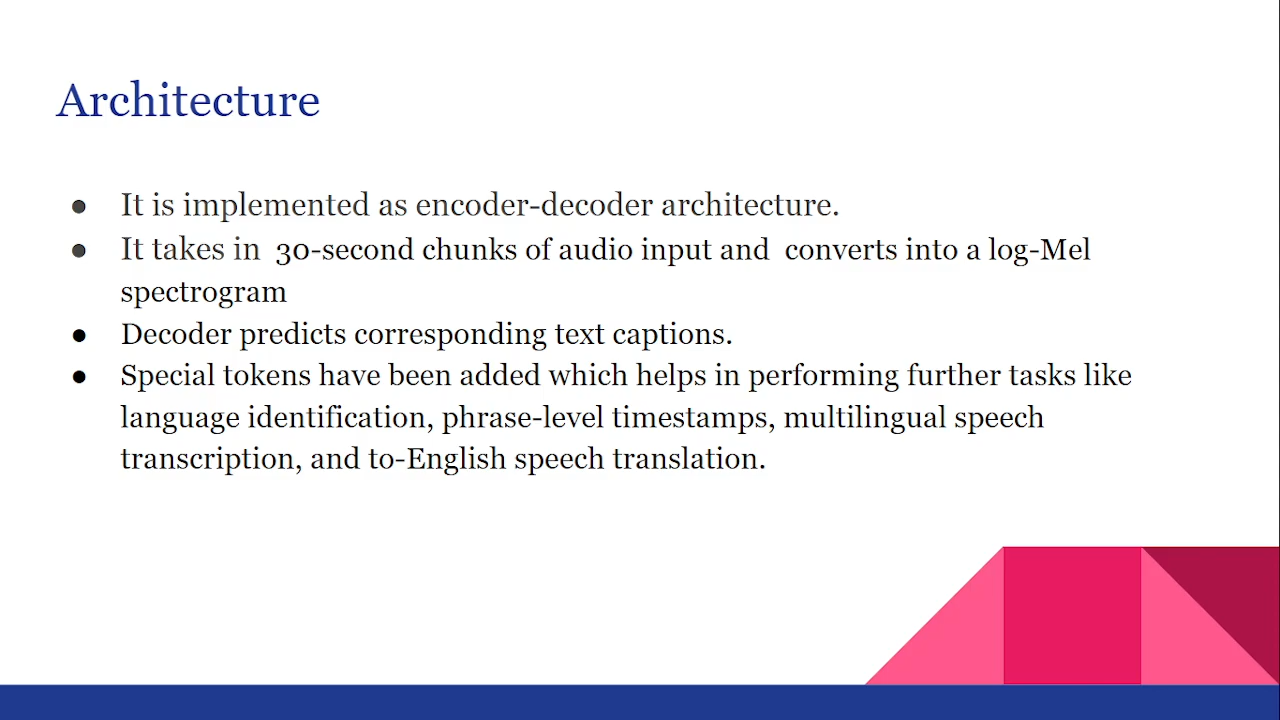 Architecture
● It is implemented as encoder-decoder architecture.
● It takes in  30-second chunks of audio input and  converts into a log-Mel
spectrogram
● Decoder predicts corresponding text captions.
● Special tokens have been added which helps in performing further tasks like
language identification, phrase-level timestamps, multilingual speech
transcription, and to-English speech translation.